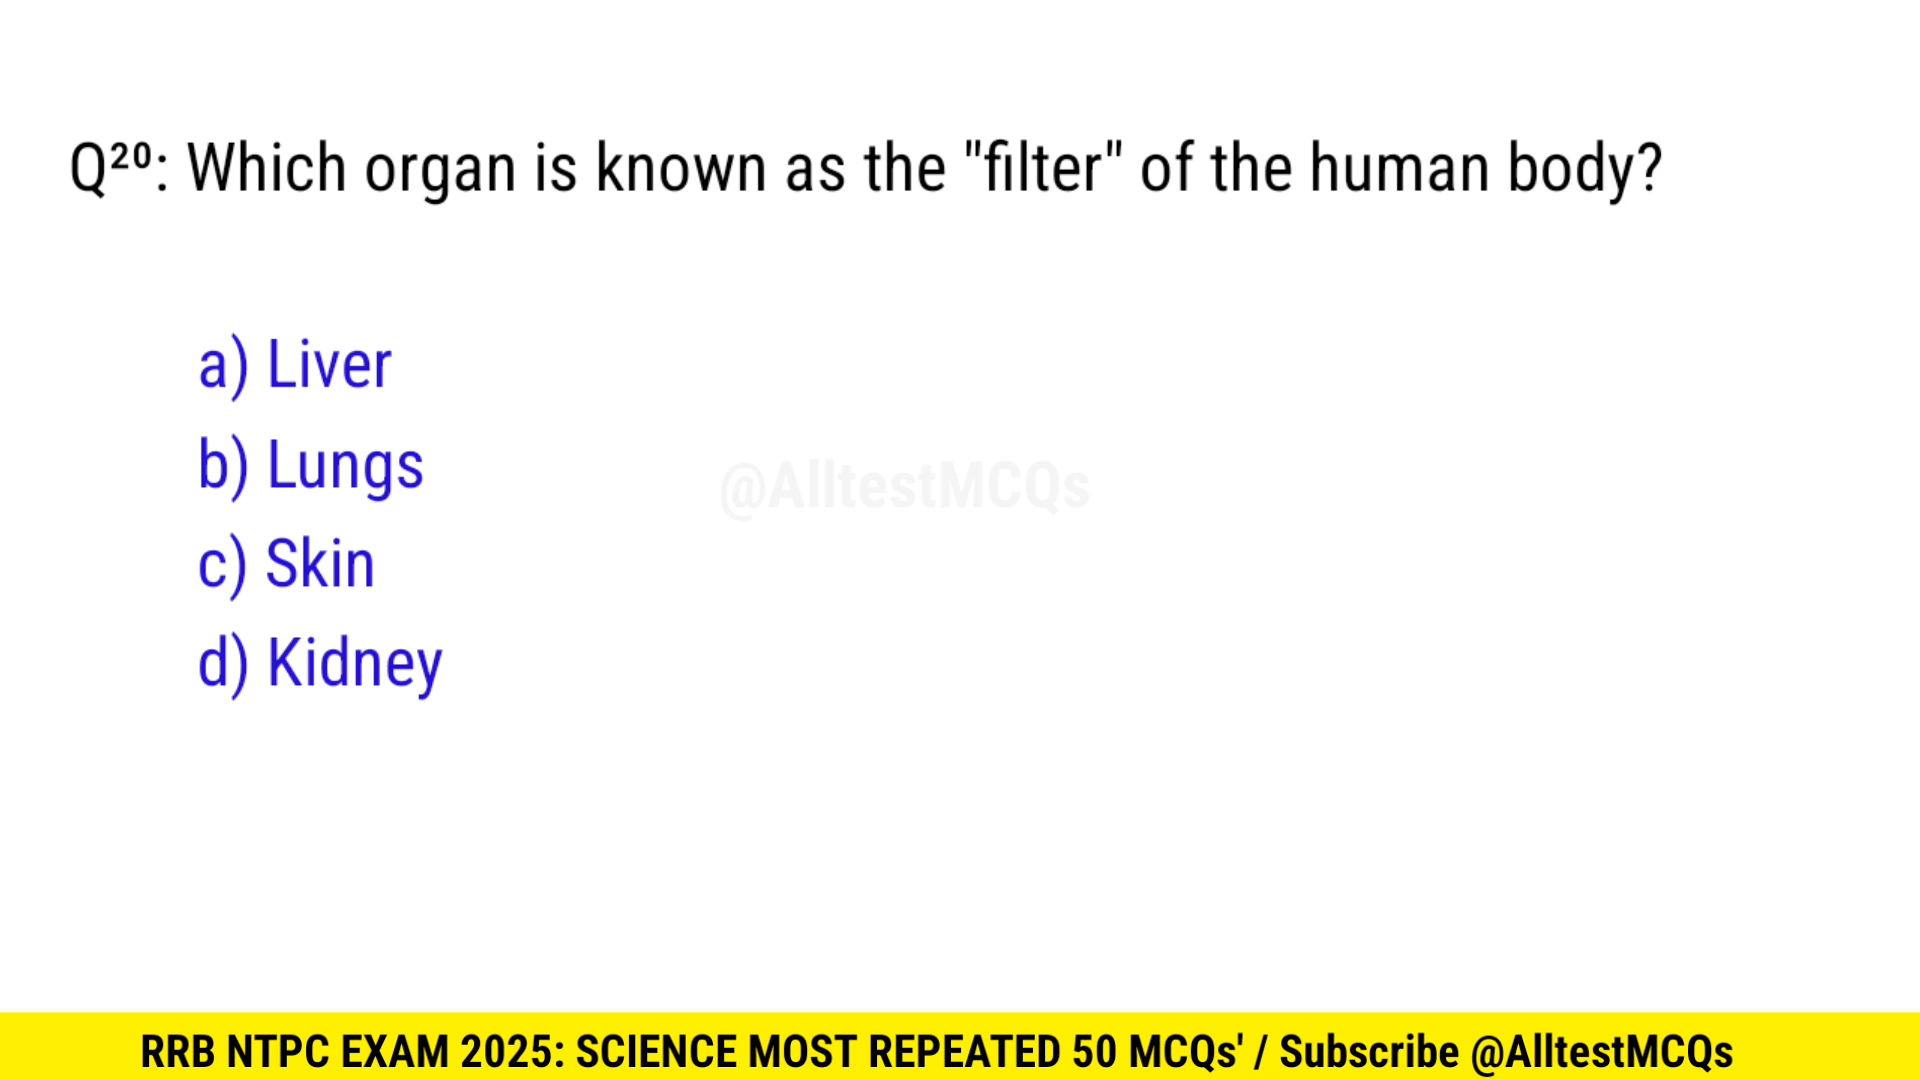 Q²⁰: Which organ is known as the "filter" of the human body?
a) Liver
b) Lungs
@AlltestMCQs
c) Skin
d) Kidney
RRB NTPC EXAM 2025: SCIENCE MOST REPEATED 50 MCQs' / Subscribe @AlltestMCQs